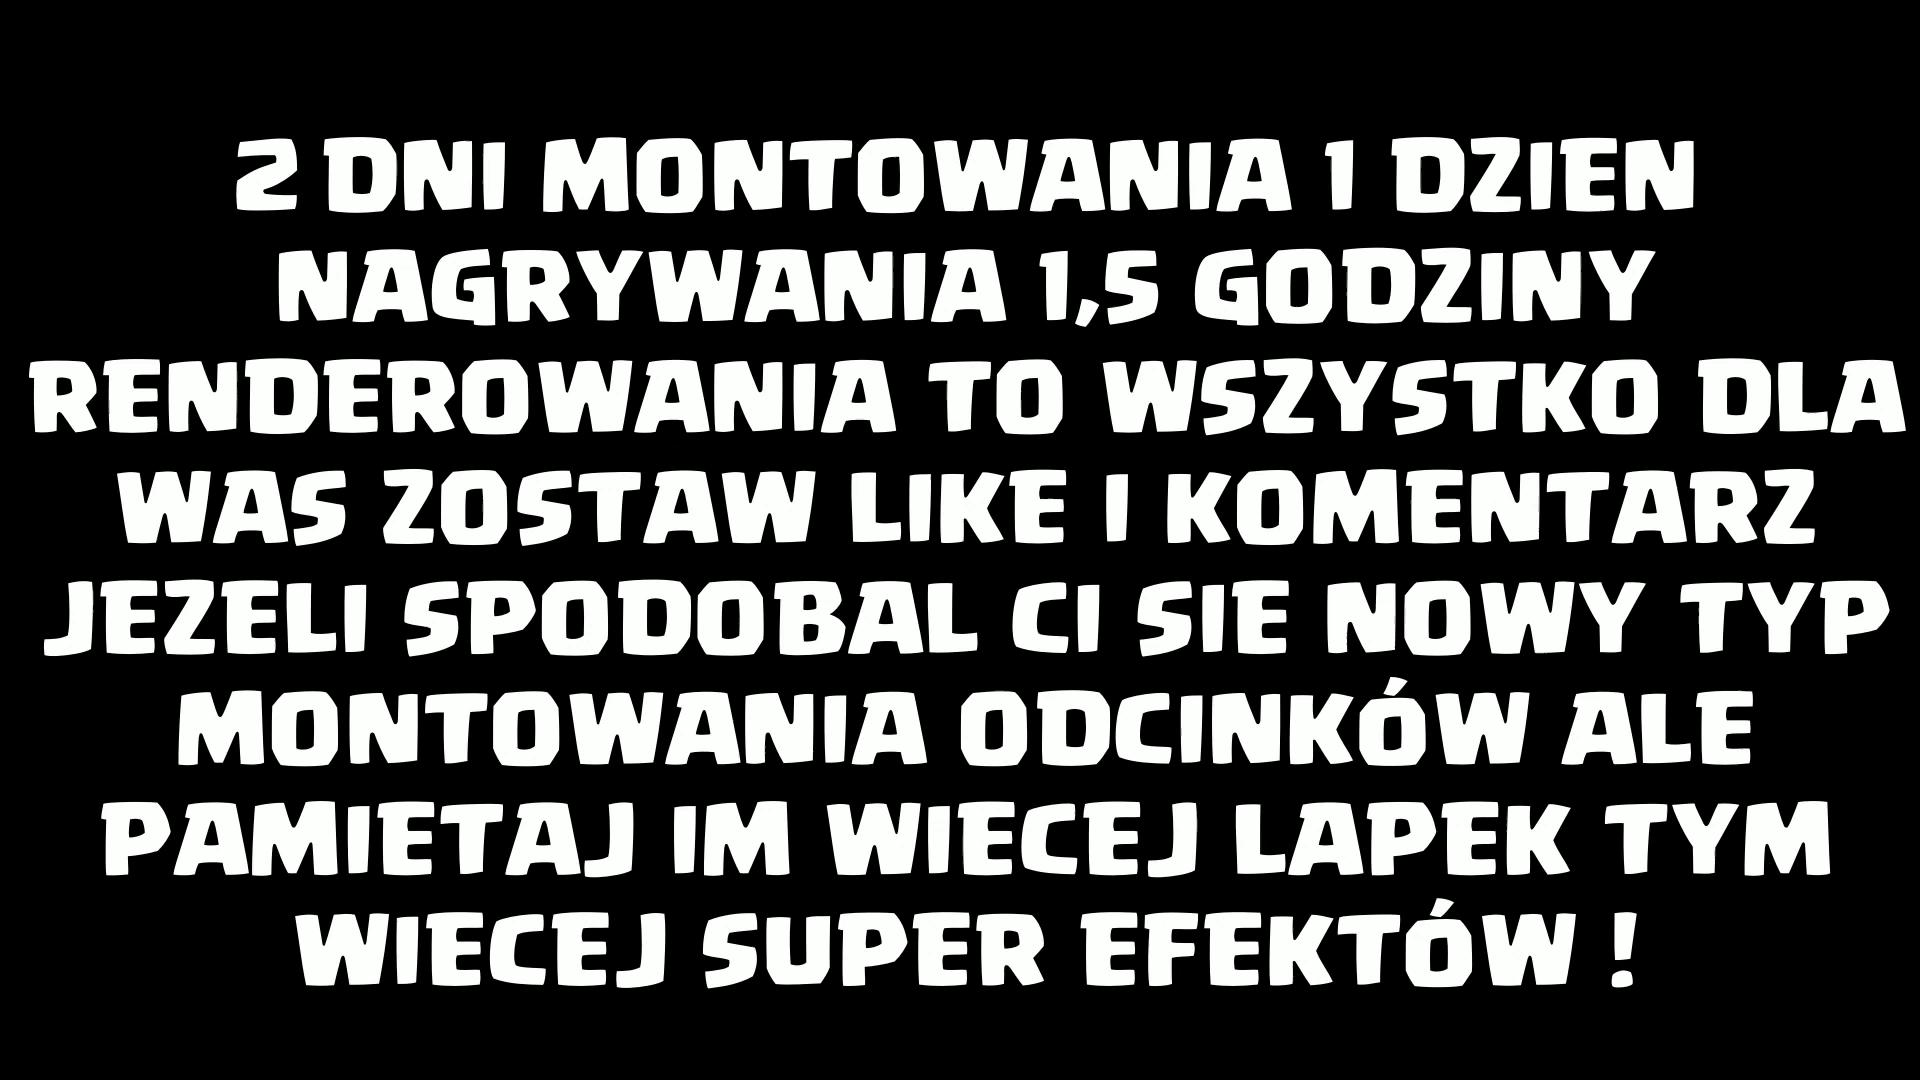 2 DNI MONTOWANIA 1 DZIEN
NAGRYWANIA 1,5 GODZINY
RENDEROWANIA TO WSZYSTKO DLA
WAS ZOSTAW LIKE I KOMENTARZ
JEZELI SPODOBAL CI SIE NOWY TYP
MONTOWANIA ODCINKÓW ALE
PAMIETAJ IM WIECEJ LAPEK TYM
WIECEJ SUPER EFEKTÓW !